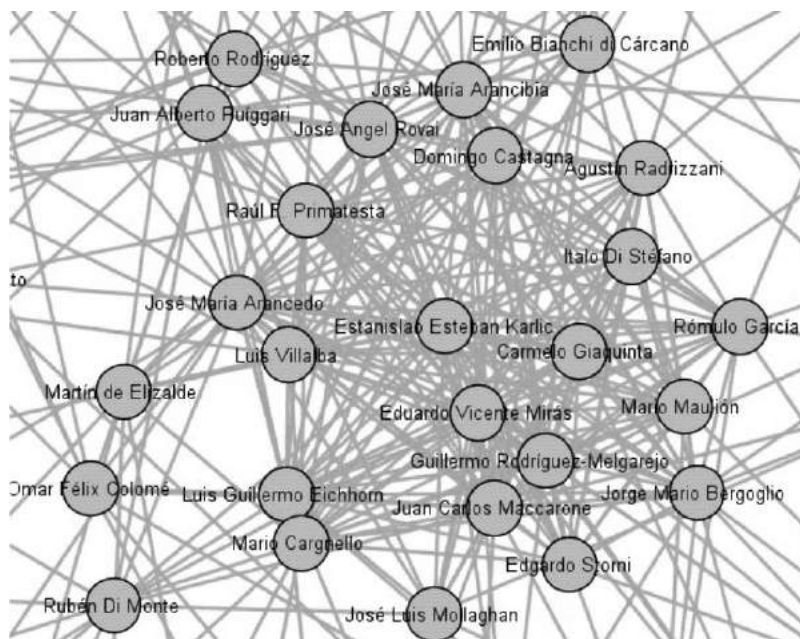 Emilio Bianchi di Cárcano
Roberto Rodríguez
José María Arancibia
Juan Alberto Puiggari
José Angel Rovai
Domingo Castagna
Agustín Radrizzani
Raúl F. Primatesta
Italo Di Stéfano
to
José María Arancedo
Estanislao Esteban Karlic
Rómulo García
Luis Villalba
Carmelo Giaquinta
Martín de Elizalde
Eduardo Vicente Mirás
Mario Maulión
Guillermo Rodríguez-Melgarejo
Omar Félix Colomé
Luis Guillermo Eichhorn
Jorge Mario Bergoglio
Juan Carlos Maccarone
Mario Cargnello
Edgardo Storni
Rubén Di Monte
José Luis Mollaghan